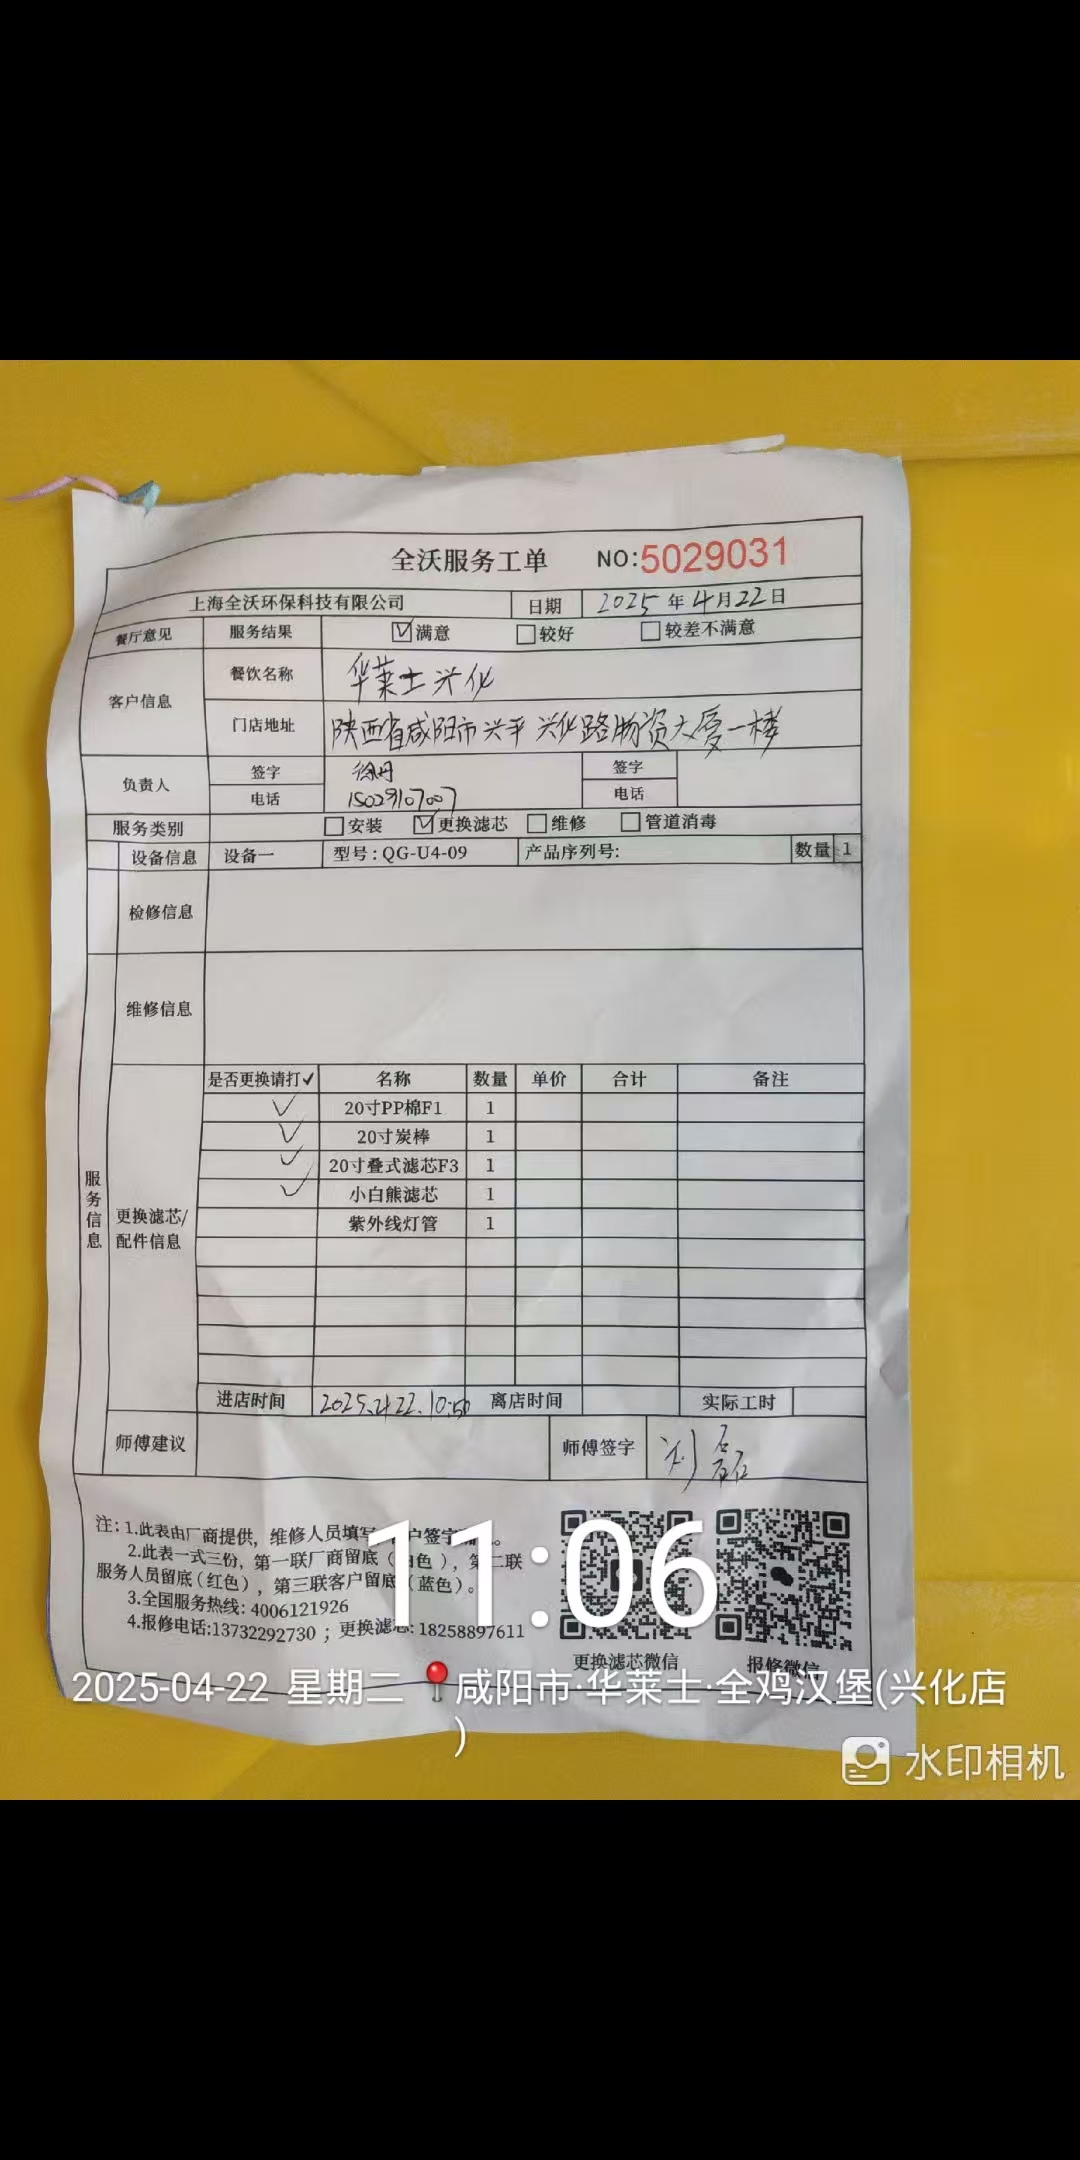 全沃服务工单 NO:5029031
上海全沃环保科技有限公司 日期 2025年4月22日
餐厅意见 服务结果 满意 较好 较差不满意
客户信息 餐饮名称 华莱士兴化
门店地址 陕西省咸阳市兴平兴化路物资大厦一楼
负责人 签字 徐丹 签字
电话 15029107007 电话
服务类别 安装 更换滤芯 维修 管道消毒
设备信息 设备一 型号:QG-U4-09 产品序列号: 数量 1
检修信息
维修信息
服务信息
更换滤芯/配件信息
是否更换请打✓ 名称 数量 单价 合计 备注
✓ 20寸PP棉F1 1
✓ 20寸炭棒 1
✓ 20寸叠式滤芯F3 1
✓ 小白熊滤芯 1
紫外线灯管 1
进店时间 2025.4.22.10:50 离店时间 实际工时
师傅建议 师傅签字 刘磊
注:1.此表由厂商提供,维修人员填写 户签字
2.此表一式三份,第一联厂商留底(白色),第二联
服务人员留底(红色),第三联客户留底(蓝色)。
3.全国服务热线:4006121926
4.报修电话:13732292730;更换滤芯:18258897611
更换滤芯微信 报修微信
11:06
2025-04-22 星期二 咸阳市·华莱士·全鸡汉堡(兴化店
)
水印相机